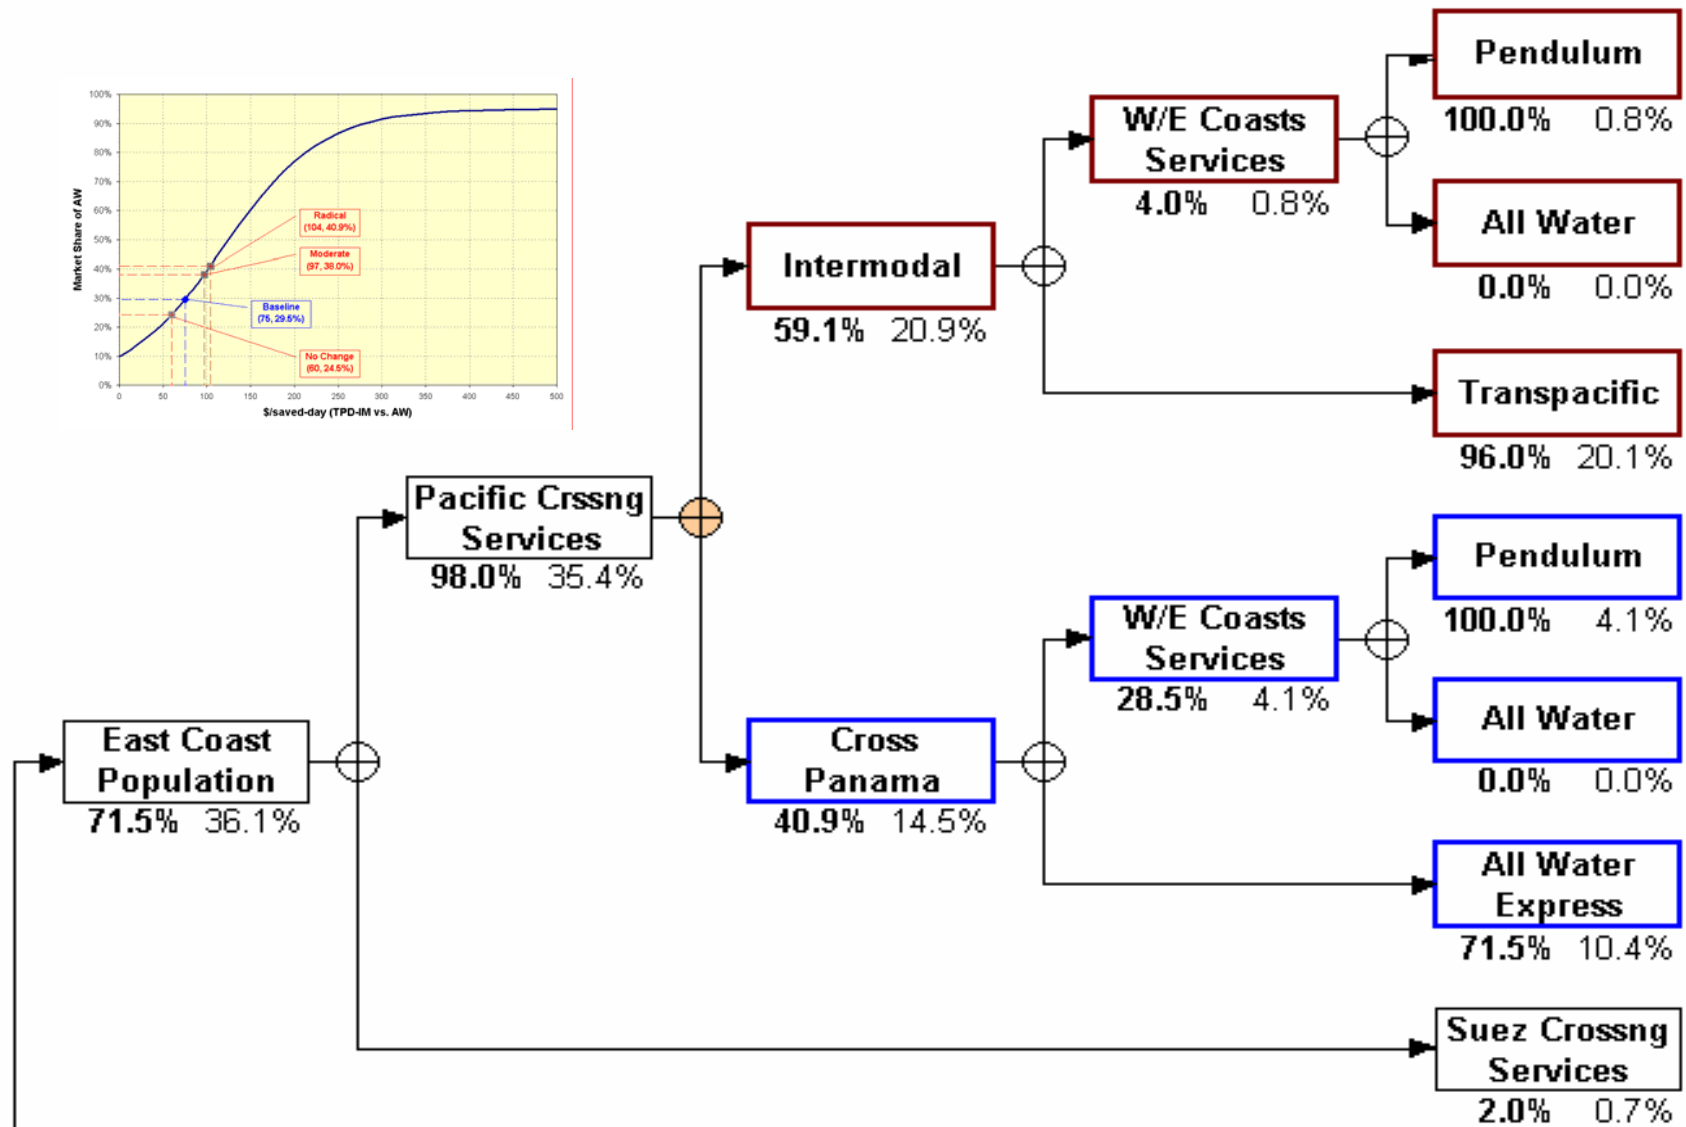 Pendulum
100.0% 0.8%
W/E Coasts
Services
4.0% 0.8%
All Water
0.0% 0.0%
Intermodal
59.1% 20.9%
Transpacific
96.0% 20.1%
100%
90%
80%
70%
60%
50%
40%
30%
20%
10%
0%
Market Share of AW
Radical
(104, 40.9%)
Moderate
(97, 38.0%)
Baseline
(75, 29.5%)
No Change
(60, 24.5%)
0 50 100 150 200 250 300 350 400 450 500
$/saved-day (TPD-IM vs. AW)
Pacific Crssng
Services
98.0% 35.4%
Pendulum
100.0% 4.1%
W/E Coasts
Services
28.5% 4.1%
All Water
0.0% 0.0%
East Coast
Population
71.5% 36.1%
Cross
Panama
40.9% 14.5%
All Water
Express
71.5% 10.4%
Suez Crossng
Services
2.0% 0.7%